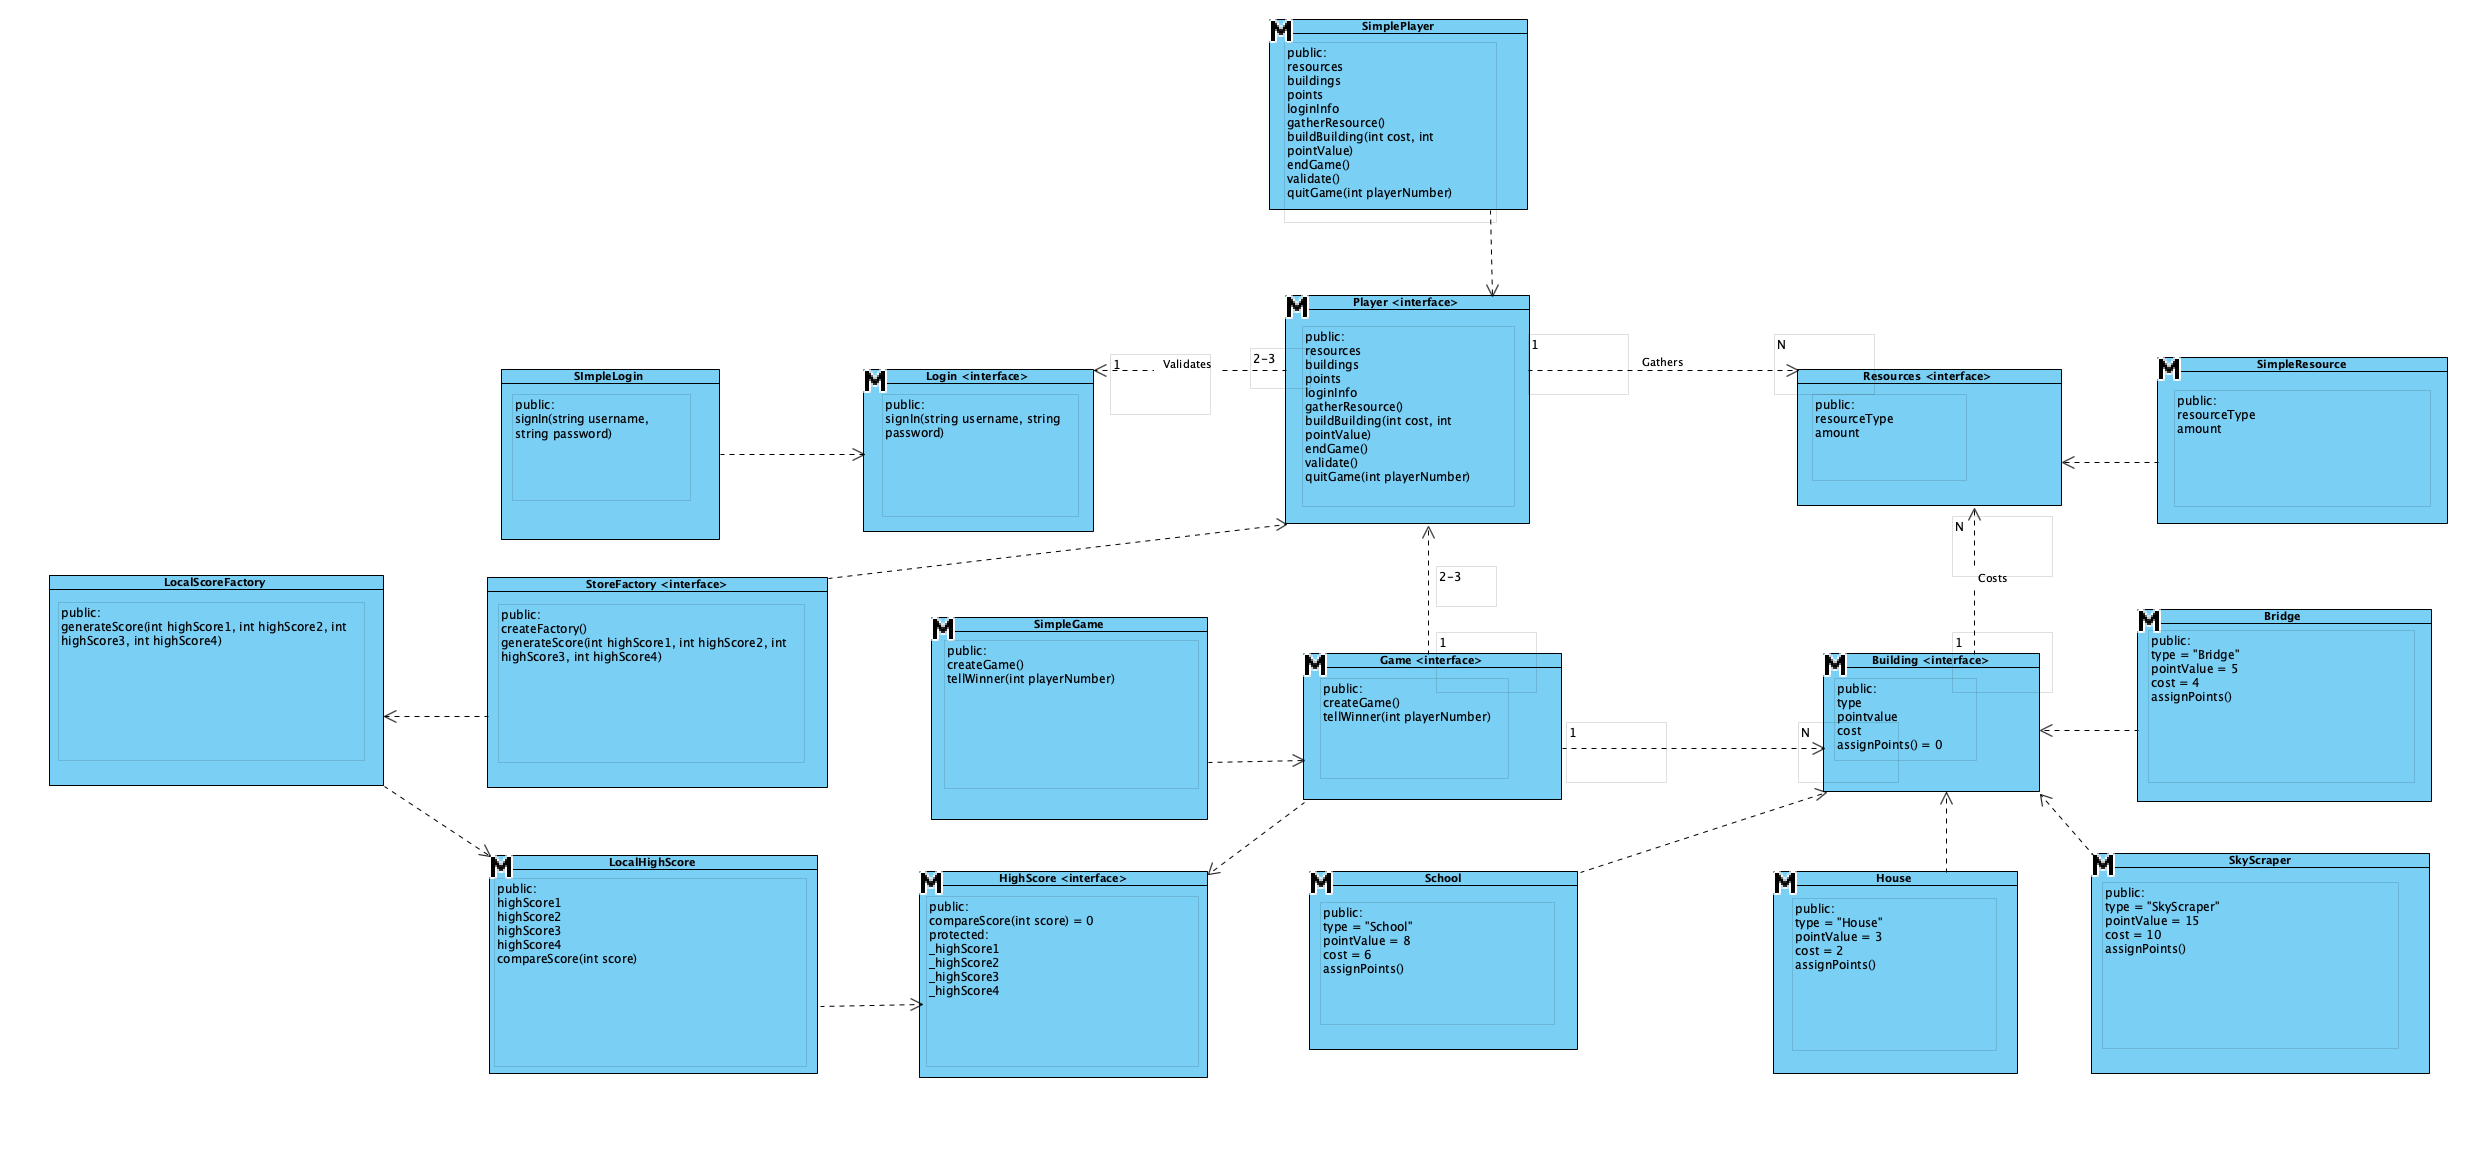 SimplePlayer
public:
resources
buildings
points
loginInfo
gatherResource()
buildBuilding(int cost, int
pointValue)
endGame()
validate()
quitGame(int playerNumber)
Player <interface>
public:
resources
buildings
points
loginInfo
gatherResource()
buildBuilding(int cost, int
pointValue)
endGame()
validate()
quitGame(int playerNumber)
1
Validates
2-3
1
Gathers
N
SImpleLogin
public:
signIn(string username,
string password)
Login <interface>
public:
signIn(string username, string
password)
Resources <interface>
public:
resourceType
amount
SimpleResource
public:
resourceType
amount
N
Costs
1
2-3
1
LocalScoreFactory
public:
generateScore(int highScore1, int highScore2, int
highScore3, int highScore4)
StoreFactory <interface>
public:
createFactory()
generateScore(int highScore1, int highScore2, int
highScore3, int highScore4)
SimpleGame
public:
createGame()
tellWinner(int playerNumber)
Game <interface>
public:
createGame()
tellWinner(int playerNumber)
1
N
Building <interface>
public:
type
pointvalue
cost
assignPoints() = 0
Bridge
public:
type = "Bridge"
pointValue = 5
cost = 4
assignPoints()
LocalHighScore
public:
highScore1
highScore2
highScore3
highScore4
compareScore(int score)
HighScore <interface>
public:
compareScore(int score) = 0
protected:
_highScore1
_highScore2
_highScore3
_highScore4
School
public:
type = "School"
pointValue = 8
cost = 6
assignPoints()
House
public:
type = "House"
pointValue = 3
cost = 2
assignPoints()
SkyScraper
public:
type = "SkyScraper"
pointValue = 15
cost = 10
assignPoints()
M
M
M
M
M
M
M
M
M
M
M
M
M